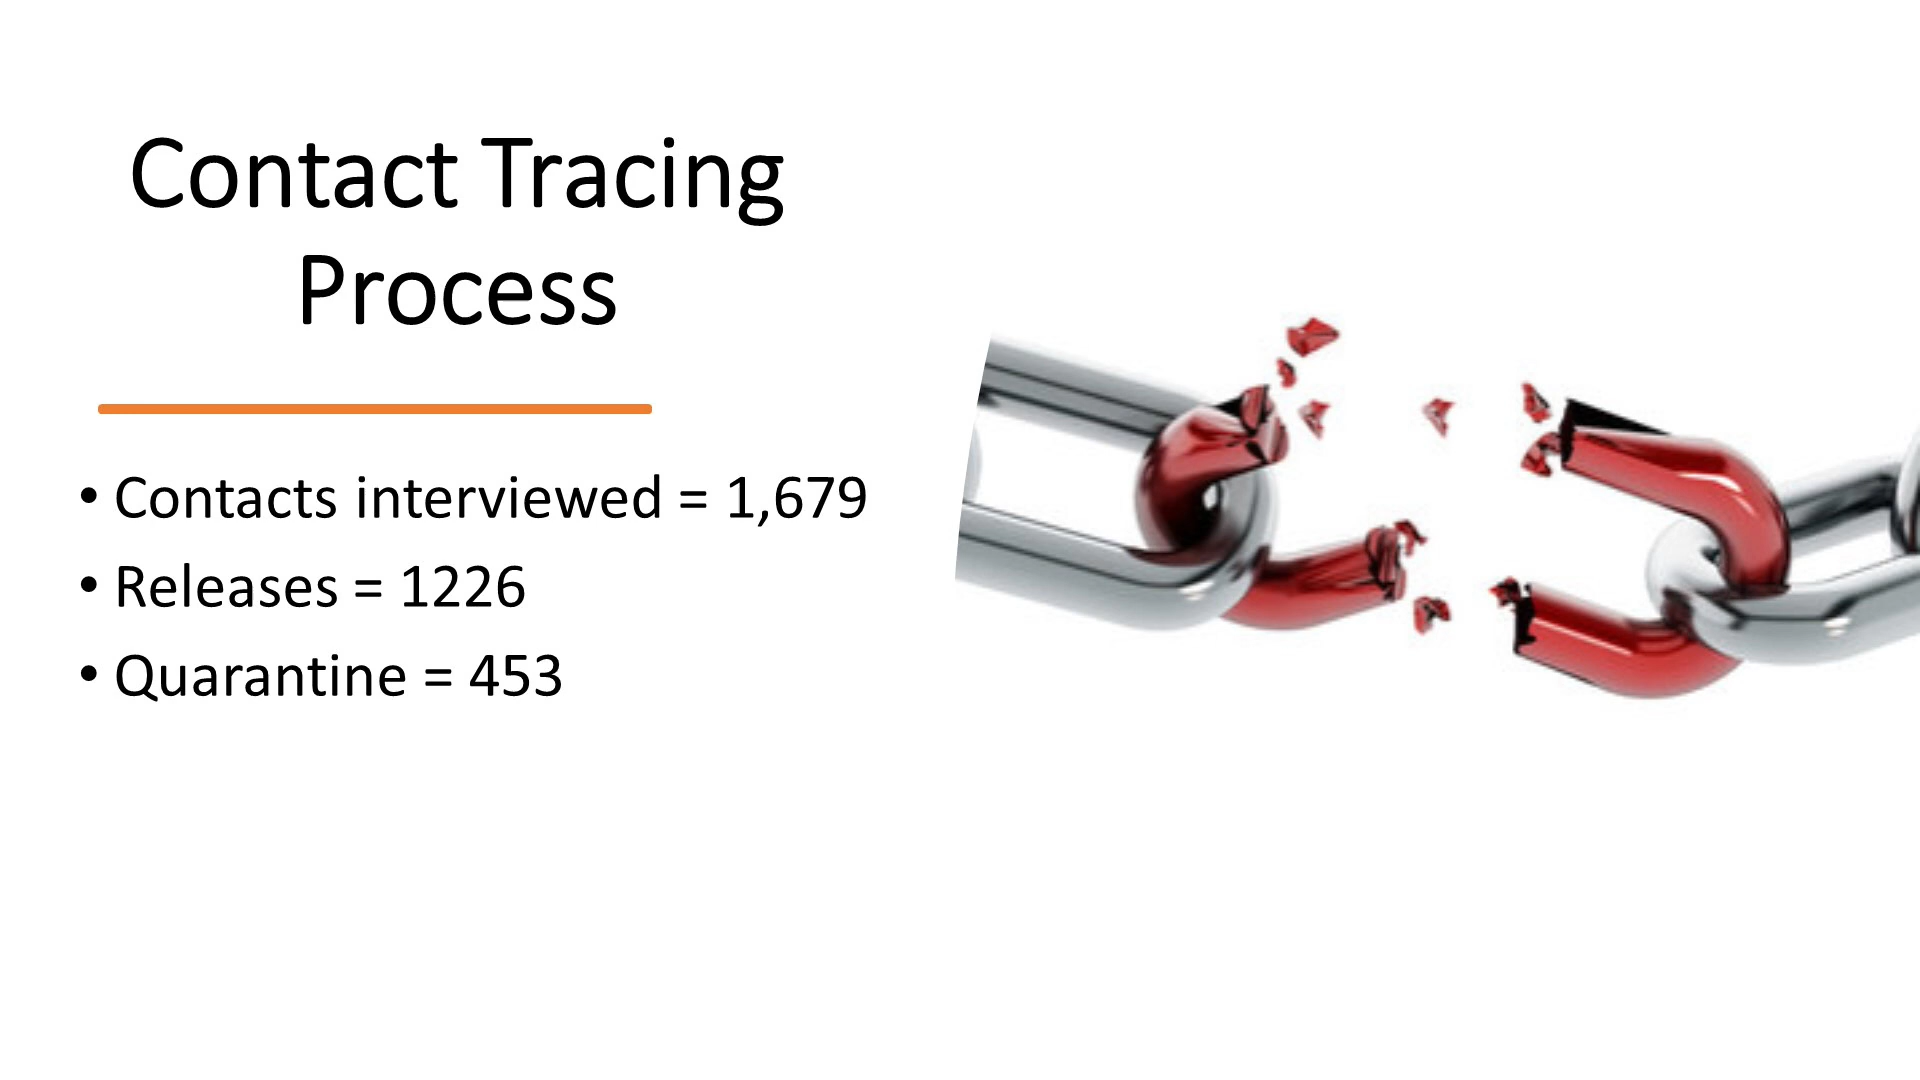 Contact Tracing
Process
• Contacts interviewed = 1,679
• Releases = 1226
• Quarantine = 453